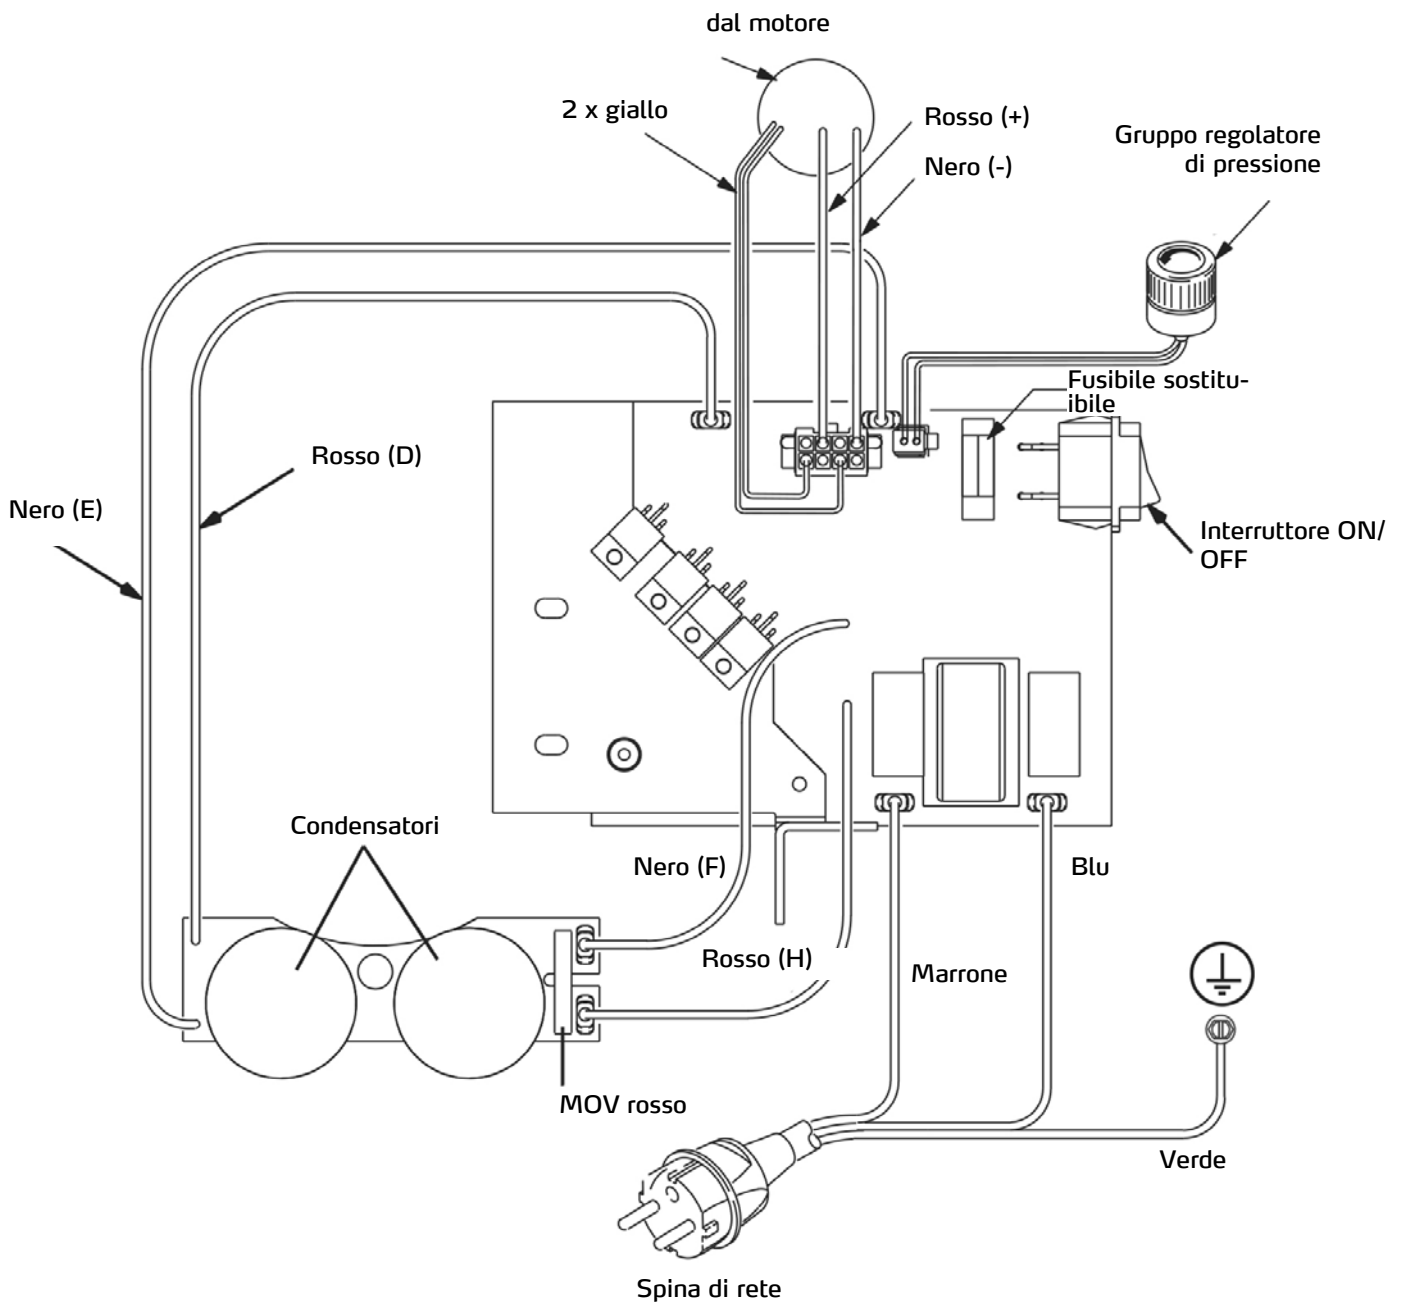 dal motore
2 x giallo
Rosso (+)
Nero (-)
Gruppo regolatore
di pressione
Fusibile sostitu-
ibile
Rosso (D)
Nero (E)
Interruttore ON/
OFF
Condensatori
Nero (F)
Blu
Rosso (H)
Marrone
MOV rosso
Verde
Spina di rete